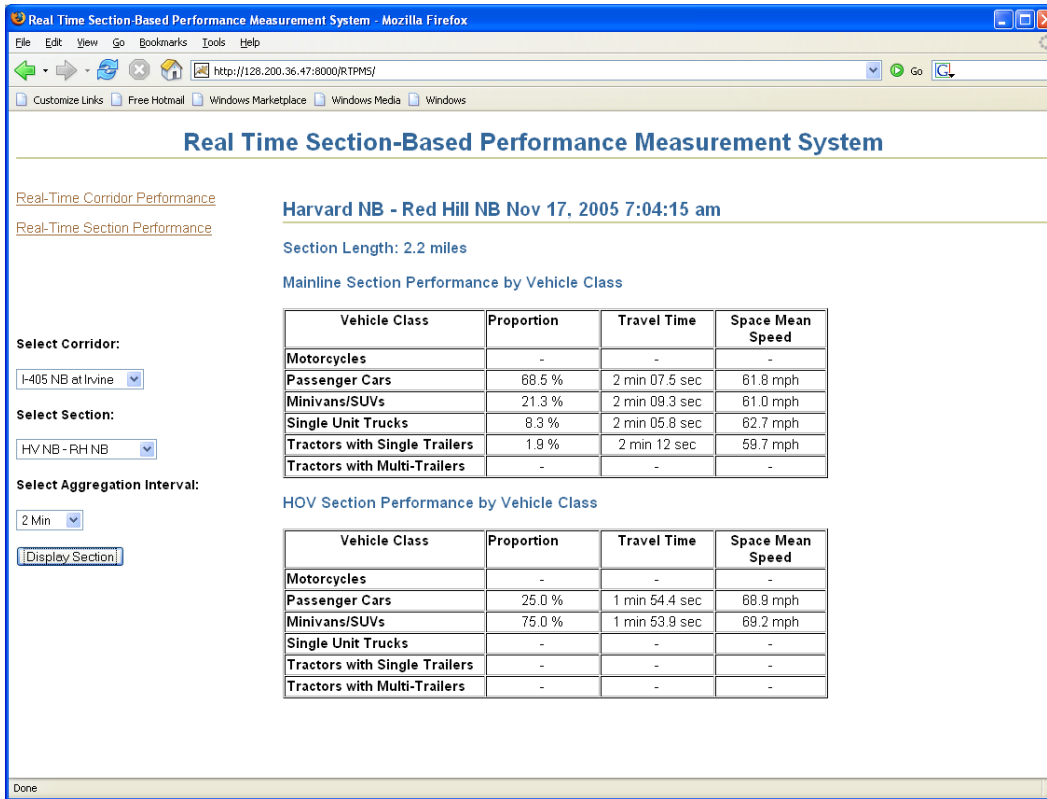 Real Time Section-Based Performance Measurement System - Mozilla Firefox
File Edit View Go Bookmarks Tools Help
http://128.200.36.47:8000/RTPMS/ Go G
Customize Links Free Hotmail Windows Marketplace Windows Media Windows
Real Time Section-Based Performance Measurement System
Real-Time Corridor Performance
Real-Time Section Performance
Select Corridor:
I-405 NB at Irvine
Select Section:
HV NB - RH NB
Select Aggregation Interval:
2 Min
Display Section
Harvard NB - Red Hill NB Nov 17, 2005 7:04:15 am
Section Length: 2.2 miles
Mainline Section Performance by Vehicle Class
Vehicle Class Proportion Travel Time Space Mean Speed
Motorcycles - - -
Passenger Cars 68.5 % 2 min 07.5 sec 61.8 mph
Minivans/SUVs 21.3 % 2 min 09.3 sec 61.0 mph
Single Unit Trucks 8.3 % 2 min 05.8 sec 62.7 mph
Tractors with Single Trailers 1.9 % 2 min 12 sec 59.7 mph
Tractors with Multi-Trailers - - -
HOV Section Performance by Vehicle Class
Vehicle Class Proportion Travel Time Space Mean Speed
Motorcycles - - -
Passenger Cars 25.0 % 1 min 54.4 sec 68.9 mph
Minivans/SUVs 75.0 % 1 min 53.9 sec 69.2 mph
Single Unit Trucks - - -
Tractors with Single Trailers - - -
Tractors with Multi-Trailers - - -
Done